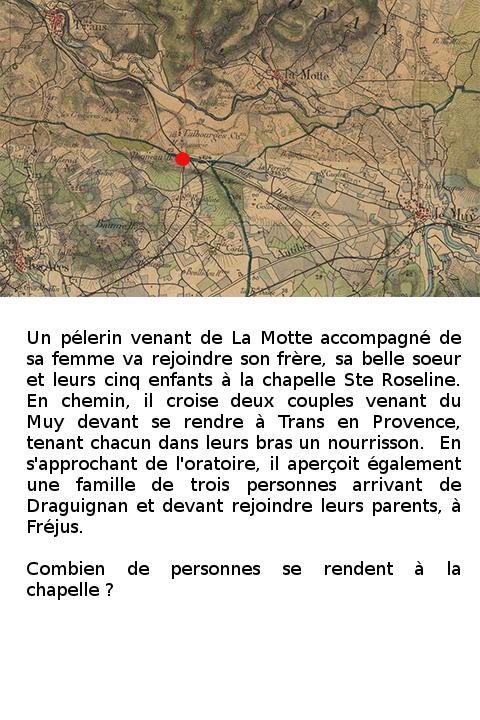 Trans
la Motte
le Muy
Les Arcs
Un pélerin venant de La Motte accompagné de
sa femme va rejoindre son frère, sa belle soeur
et leurs cinq enfants à la chapelle Ste Roseline.
En chemin, il croise deux couples venant du
Muy devant se rendre à Trans en Provence,
tenant chacun dans leurs bras un nourrisson. En
s'approchant de l'oratoire, il aperçoit également
une famille de trois personnes arrivant de
Draguignan et devant rejoindre leurs parents, à
Fréjus.
Combien de personnes se rendent à la
chapelle ?